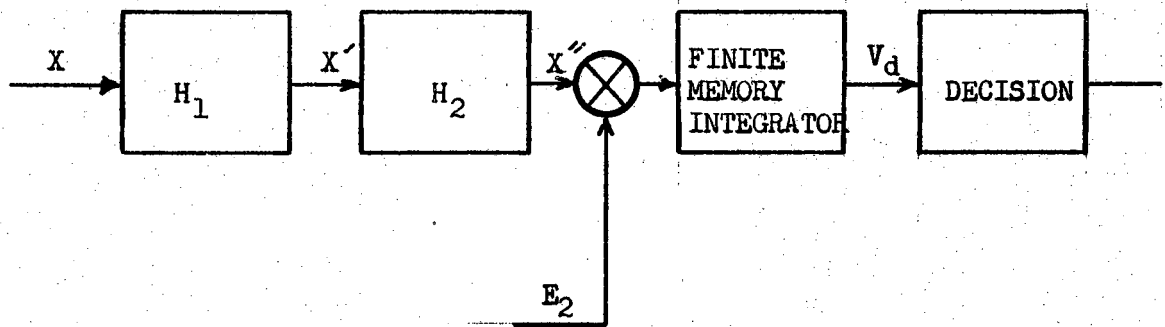 X
H1
X′
H2
X″
FINITE
MEMORY
INTEGRATOR
Vd
DECISION
E2